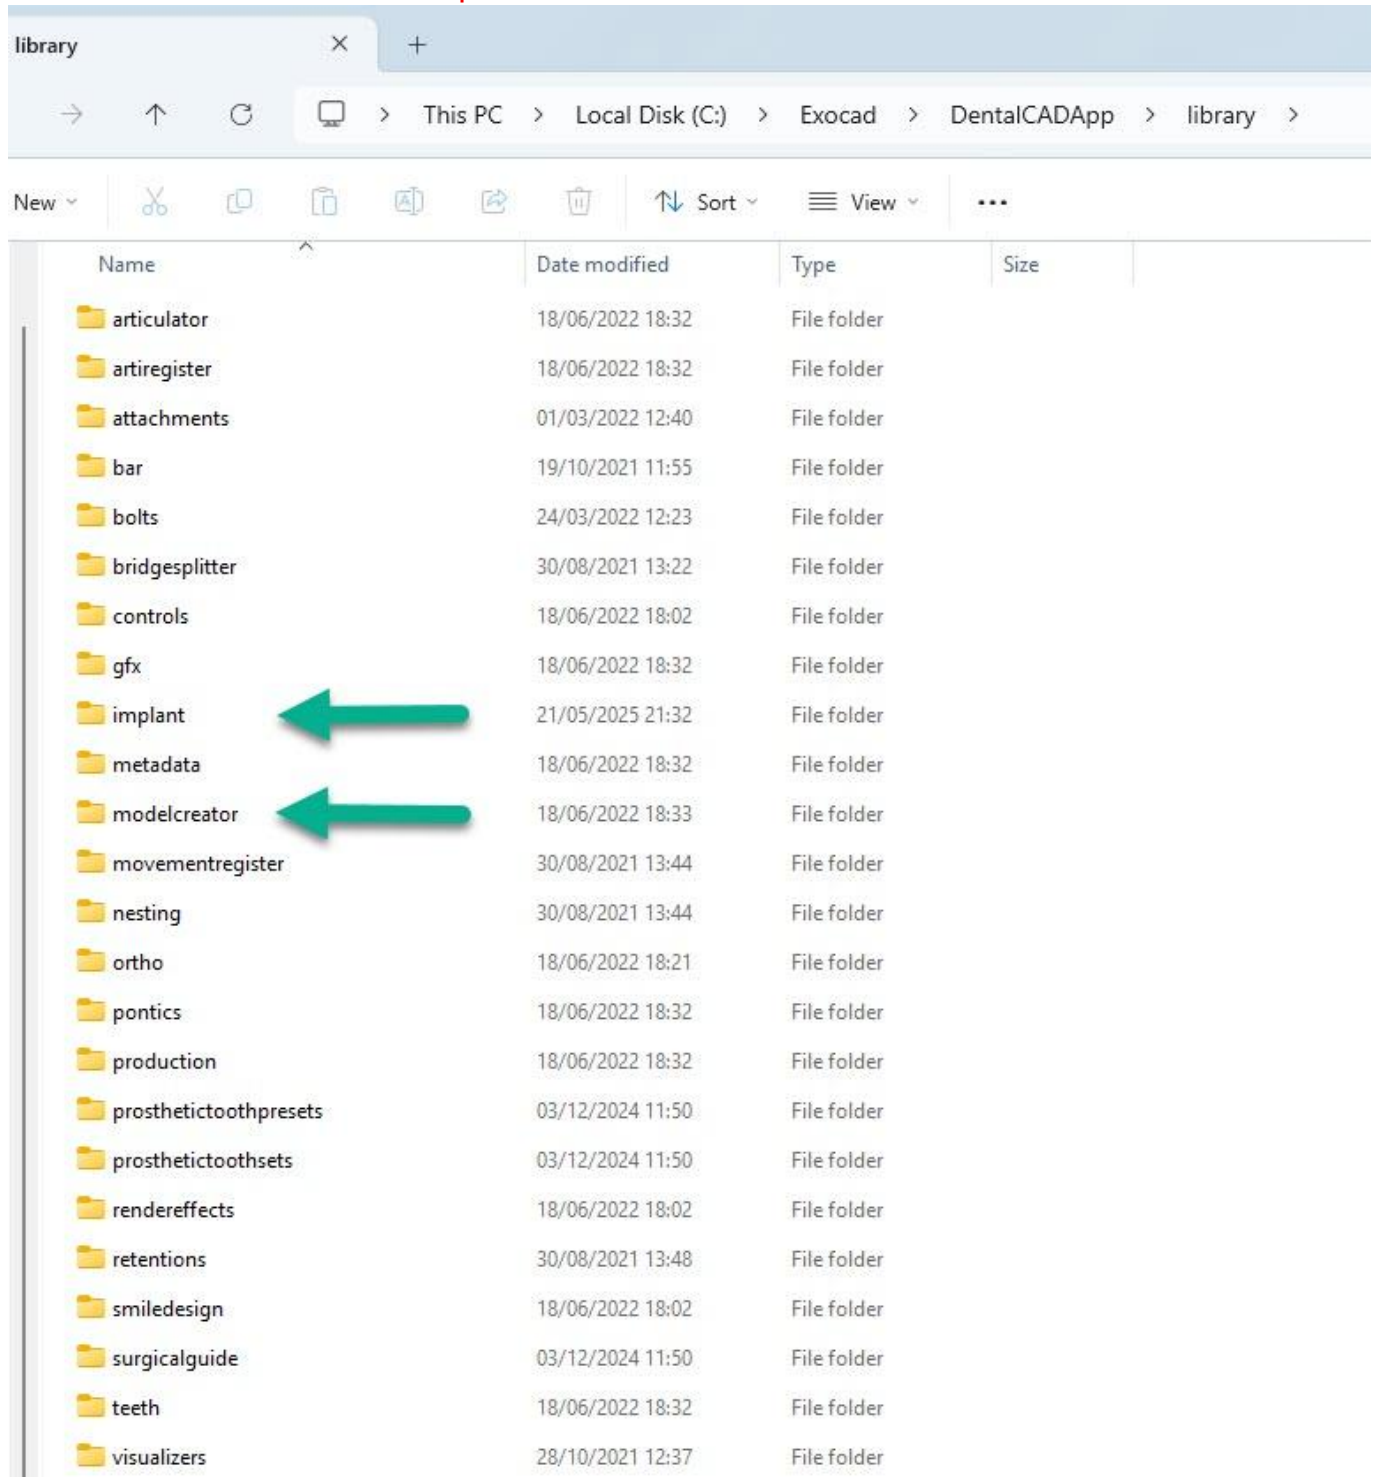 library
This PC > Local Disk (C:) > Exocad > DentalCADApp > library >
New Sort View ...
Name Date modified Type Size
articulator 18/06/2022 18:32 File folder
artiregister 18/06/2022 18:32 File folder
attachments 01/03/2022 12:40 File folder
bar 19/10/2021 11:55 File folder
bolts 24/03/2022 12:23 File folder
bridgesplitter 30/08/2021 13:22 File folder
controls 18/06/2022 18:02 File folder
gfx 18/06/2022 18:32 File folder
implant 21/05/2025 21:32 File folder
metadata 18/06/2022 18:32 File folder
modelcreator 18/06/2022 18:33 File folder
movementregister 30/08/2021 13:44 File folder
nesting 30/08/2021 13:44 File folder
ortho 18/06/2022 18:21 File folder
pontics 18/06/2022 18:32 File folder
production 18/06/2022 18:32 File folder
prosthetictoothpresets 03/12/2024 11:50 File folder
prosthetictoothsets 03/12/2024 11:50 File folder
rendereffects 18/06/2022 18:02 File folder
retentions 30/08/2021 13:48 File folder
smiledesign 18/06/2022 18:02 File folder
surgicalguide 03/12/2024 11:50 File folder
teeth 18/06/2022 18:32 File folder
visualizers 28/10/2021 12:37 File folder